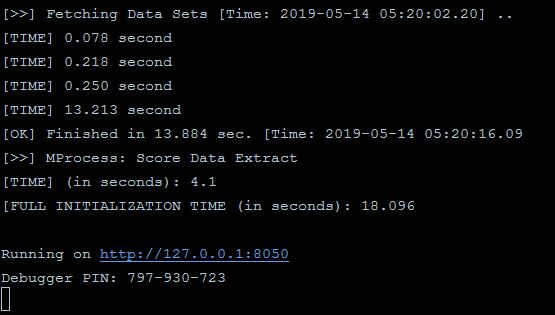 [>>] Fetching Data Sets [Time: 2019-05-14 05:20:02.20] ..
[TIME] 0.078 second
[TIME] 0.218 second
[TIME] 0.250 second
[TIME] 13.213 second
[OK] Finished in 13.884 sec. [Time: 2019-05-14 05:20:16.09
[>>] MProcess: Score Data Extract
[TIME] (in seconds): 4.1
[FULL INITIALIZATION TIME (in seconds): 18.096
Running on http://127.0.0.1:8050
Debugger PIN: 797-930-723